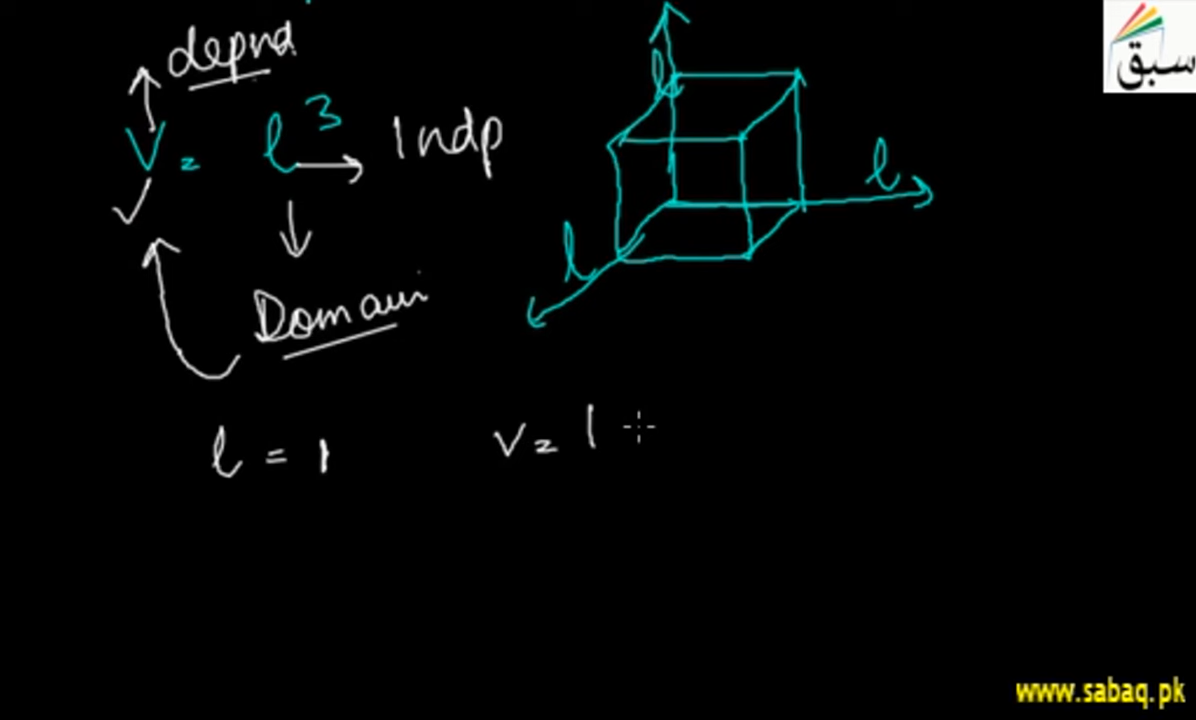 depnd
سبق
V = l³ → Indp
l
l
l
Domain
l = 1 V = 1
www.sabaq.pk